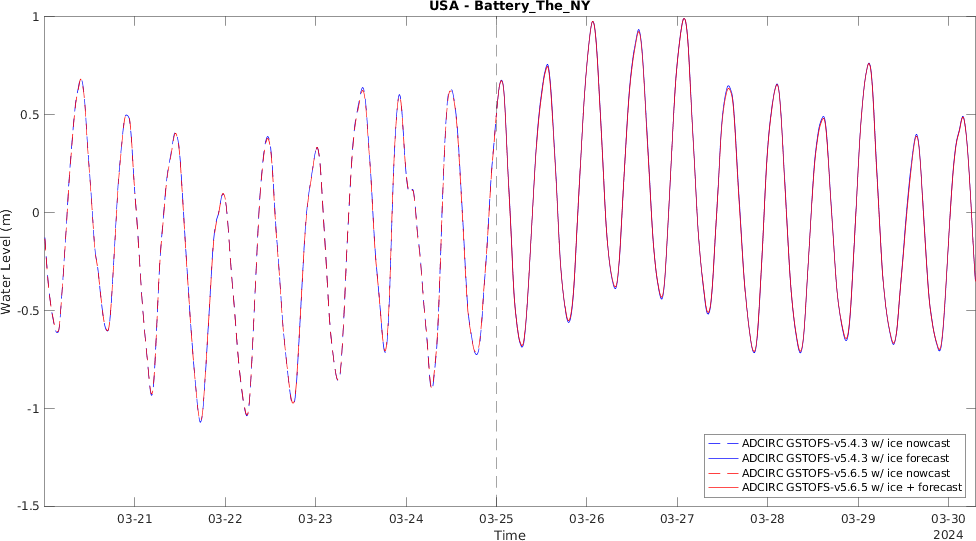 USA - Battery_The_NY
1
0.5
0
-0.5
-1
-1.5
Water Level (m)
ADCIRC GSTOFS-v5.4.3 w/ ice nowcast
ADCIRC GSTOFS-v5.4.3 w/ ice forecast
ADCIRC GSTOFS-v5.6.5 w/ ice nowcast
ADCIRC GSTOFS-v5.6.5 w/ ice + forecast
03-21 03-22 03-23 03-24 03-25 03-26 03-27 03-28 03-29 03-30
Time 2024